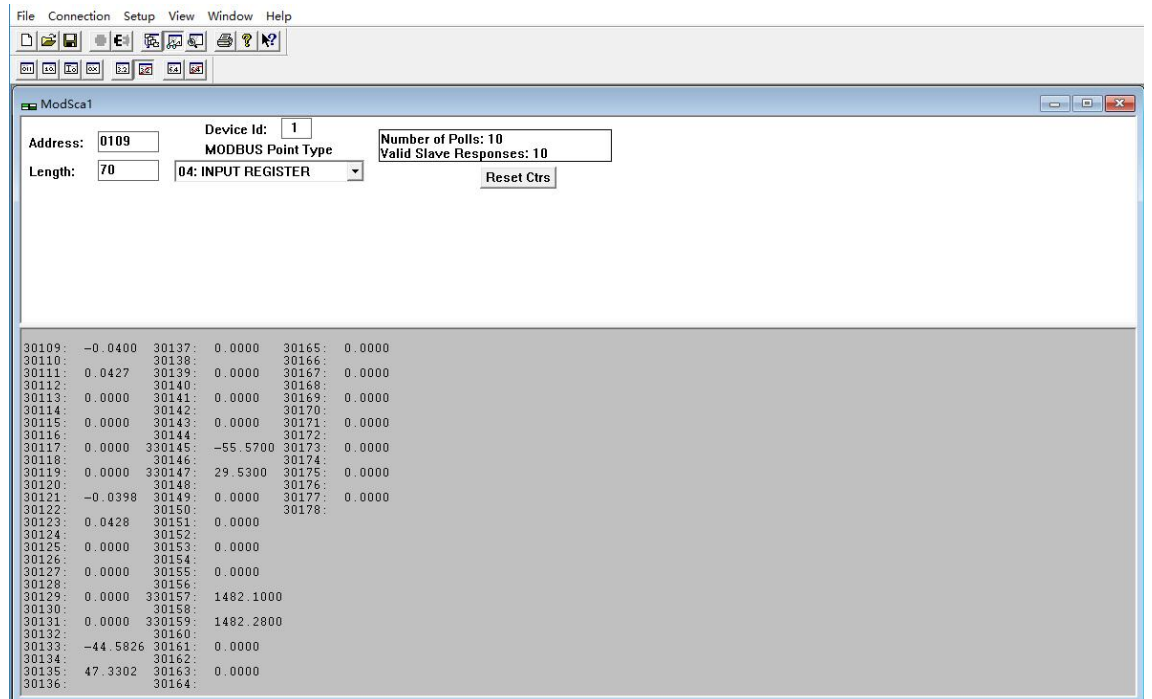 File Connection Setup View Window Help
ModSca1
Address: 0109
Device Id: 1
MODBUS Point Type
Length: 70
04: INPUT REGISTER
Number of Polls: 10
Valid Slave Responses: 10
Reset Ctrs
30109: -0.0400 30137: 0.0000 30165: 0.0000
30110: 30138: 30166:
30111: 0.0427 30139: 0.0000 30167: 0.0000
30112: 30140: 30168:
30113: 0.0000 30141: 0.0000 30169: 0.0000
30114: 30142: 30170:
30115: 0.0000 30143: 0.0000 30171: 0.0000
30116: 30144: 30172:
30117: 0.0000 330145: -55.5700 30173: 0.0000
30118: 30146: 30174:
30119: 0.0000 330147: 29.5300 30175: 0.0000
30120: 30148: 30176:
30121: -0.0398 30149: 0.0000 30177: 0.0000
30122: 30150: 30178:
30123: 0.0428 30151: 0.0000
30124: 30152:
30125: 0.0000 30153: 0.0000
30126: 30154:
30127: 0.0000 30155: 0.0000
30128: 30156:
30129: 0.0000 330157: 1482.1000
30130: 30158:
30131: 0.0000 330159: 1482.2800
30132: 30160:
30133: -44.5826 30161: 0.0000
30134: 30162:
30135: 47.3302 30163: 0.0000
30136: 30164: